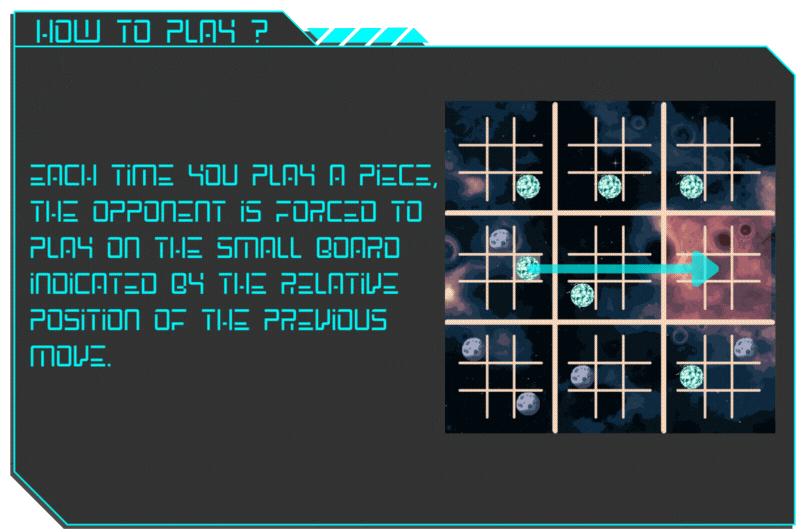 HOW TO PLAY ?
EACH TIME YOU PLAY A PIECE,
THE OPPONENT IS FORCED TO
PLAY ON THE SMALL BOARD
INDICATED BY THE RELATIVE
POSITION OF THE PREVIOUS
MOVE.